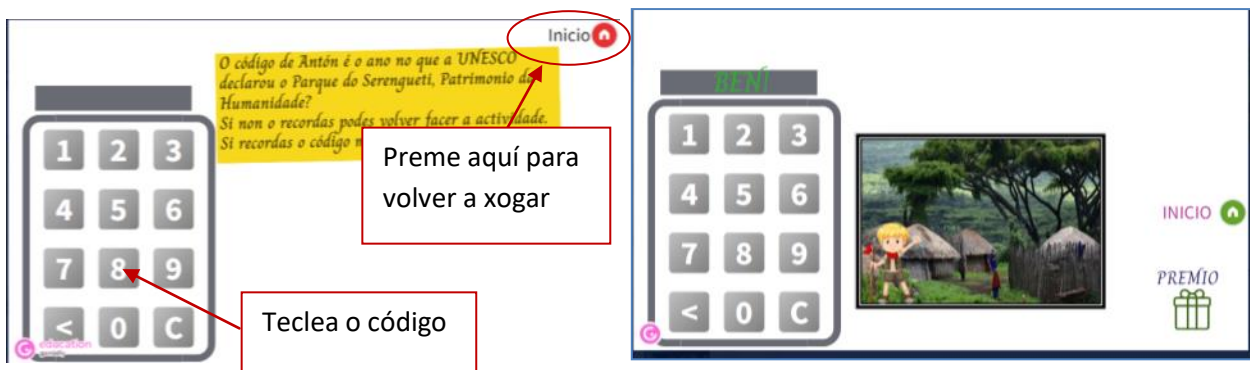 Inicio
O código de Antón é o ano no que a UNESCO
declarou o Parque do Serengueti, Patrimonio da
Humanidade?
Si non o recordas podes volver facer a actividade.
Si recordas o código
Preme aquí para
volver a xogar
1 2 3
4 5 6
7 8 9
< 0 C
Teclea o código
education
BEN!
1 2 3
4 5 6
7 8 9
< 0 C
INICIO
PREMIO